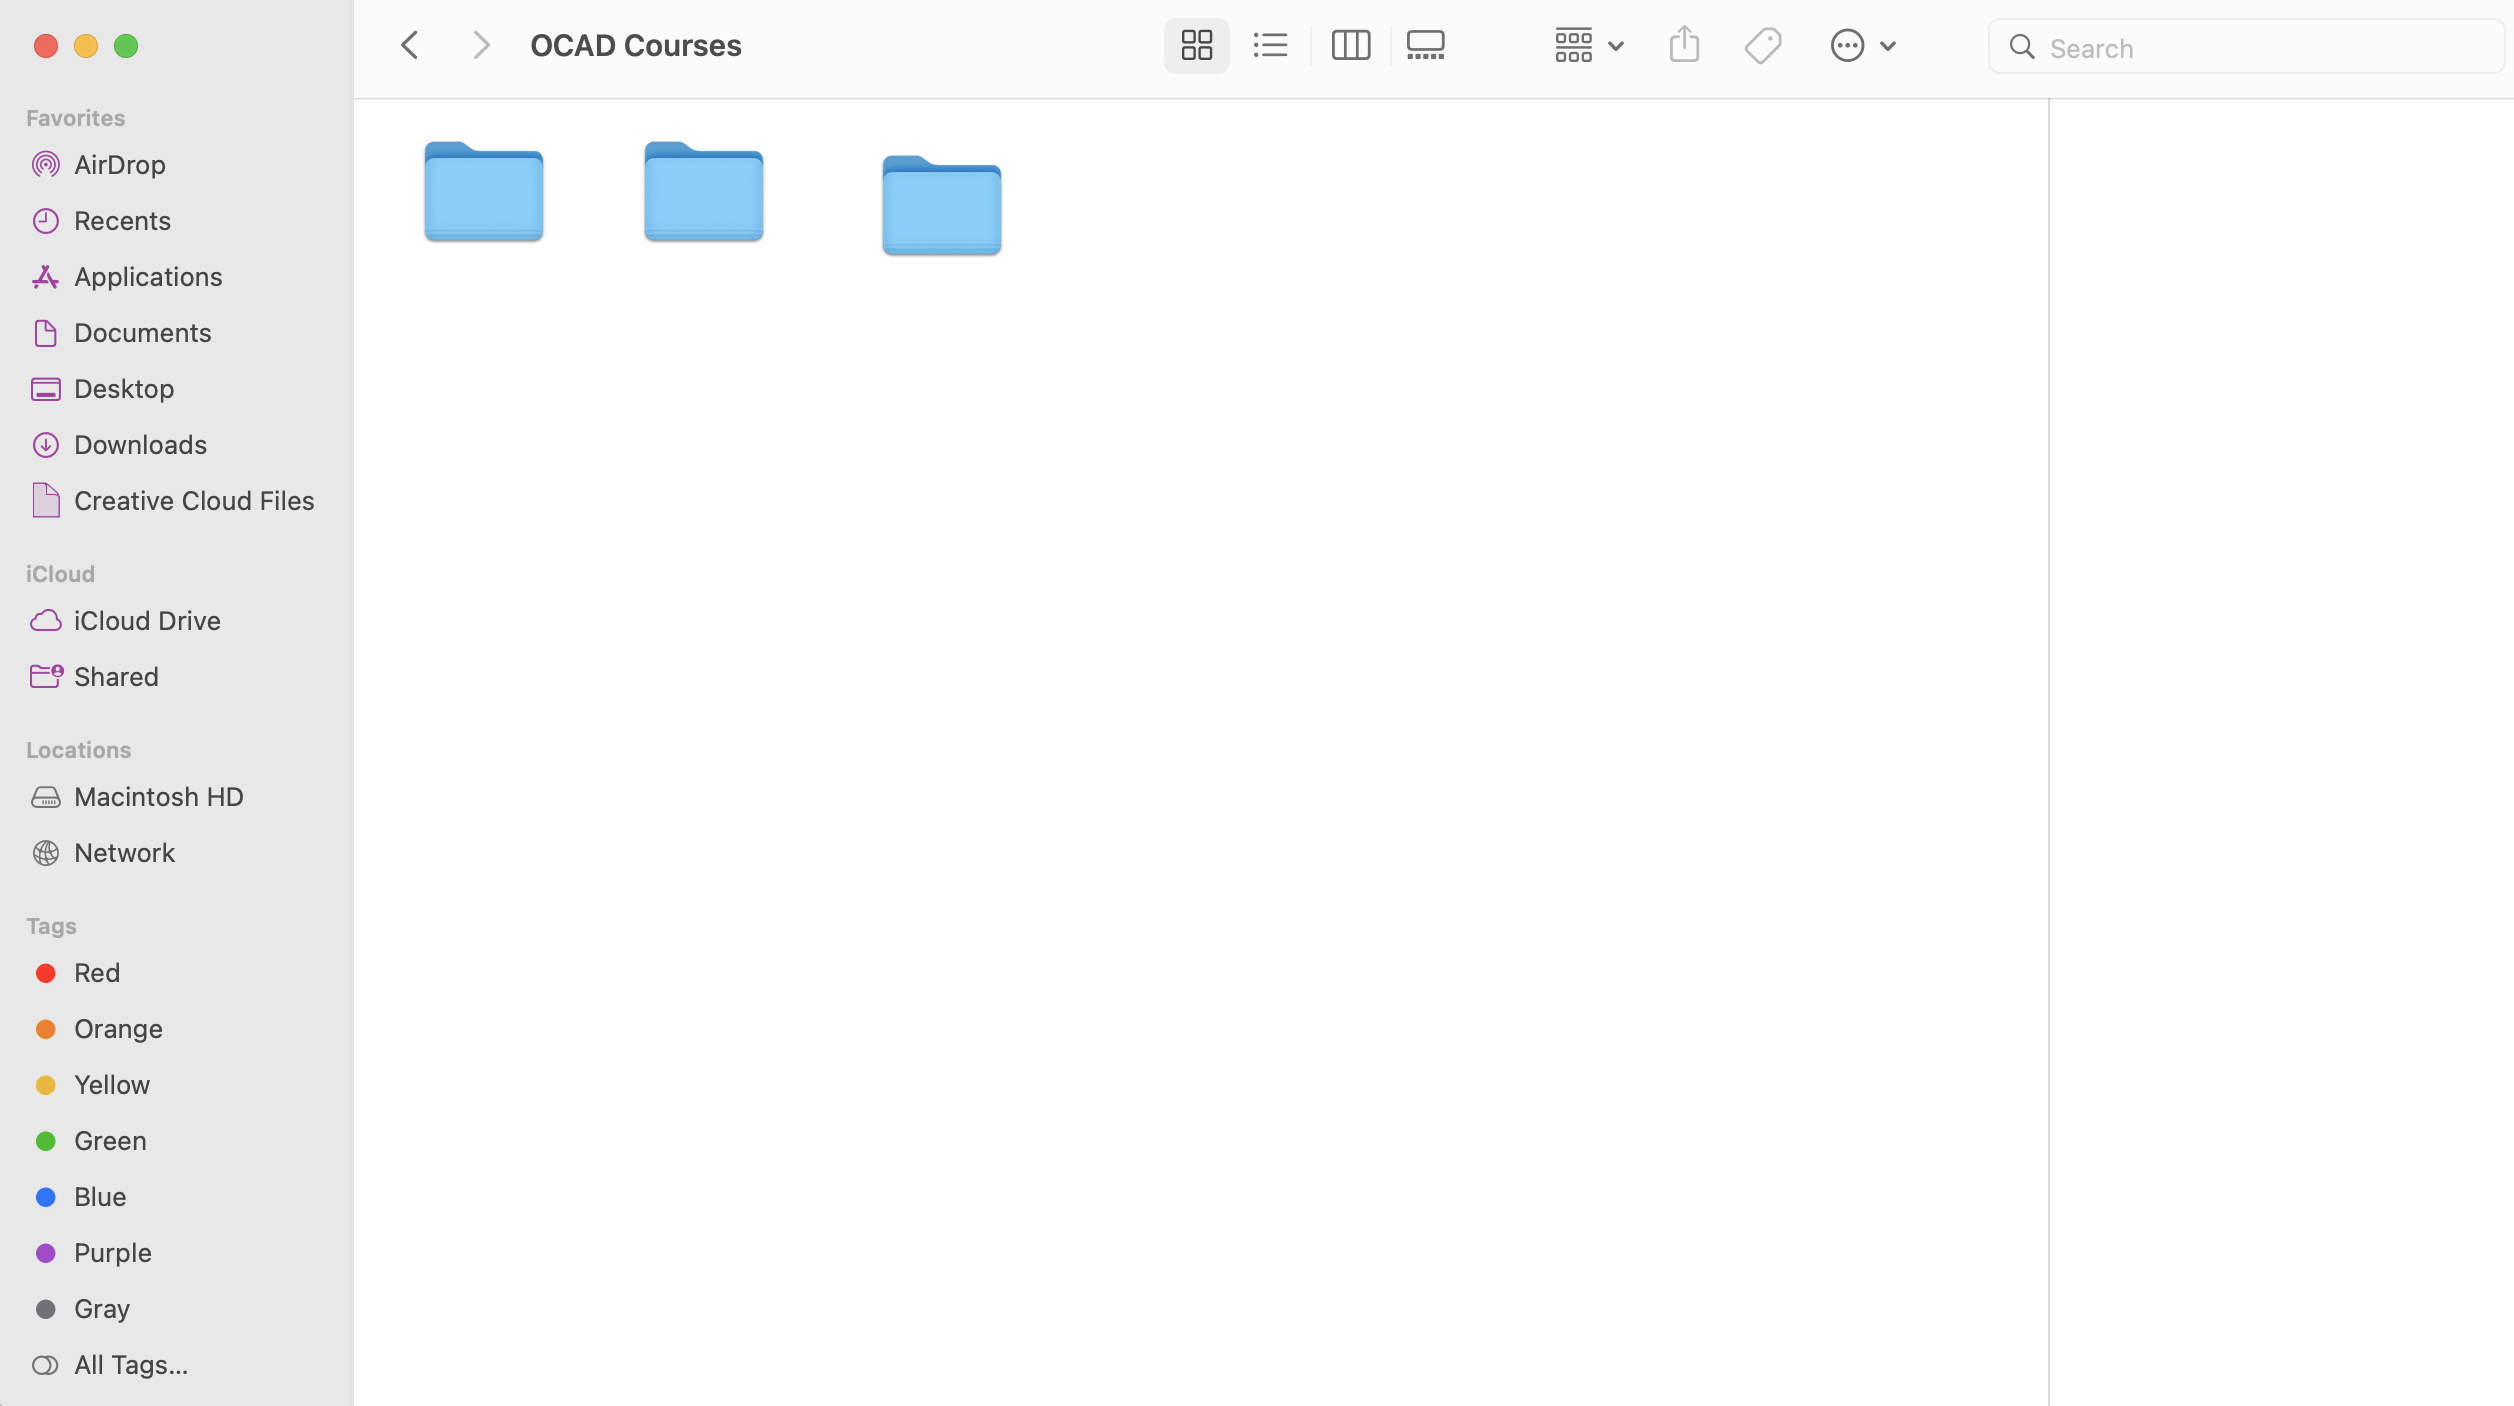 OCAD Courses
Search
Favorites
AirDrop
Recents
Applications
Documents
Desktop
Downloads
Creative Cloud Files
iCloud
iCloud Drive
Shared
Locations
Macintosh HD
Network
Tags
Red
Orange
Yellow
Green
Blue
Purple
Gray
All Tags...